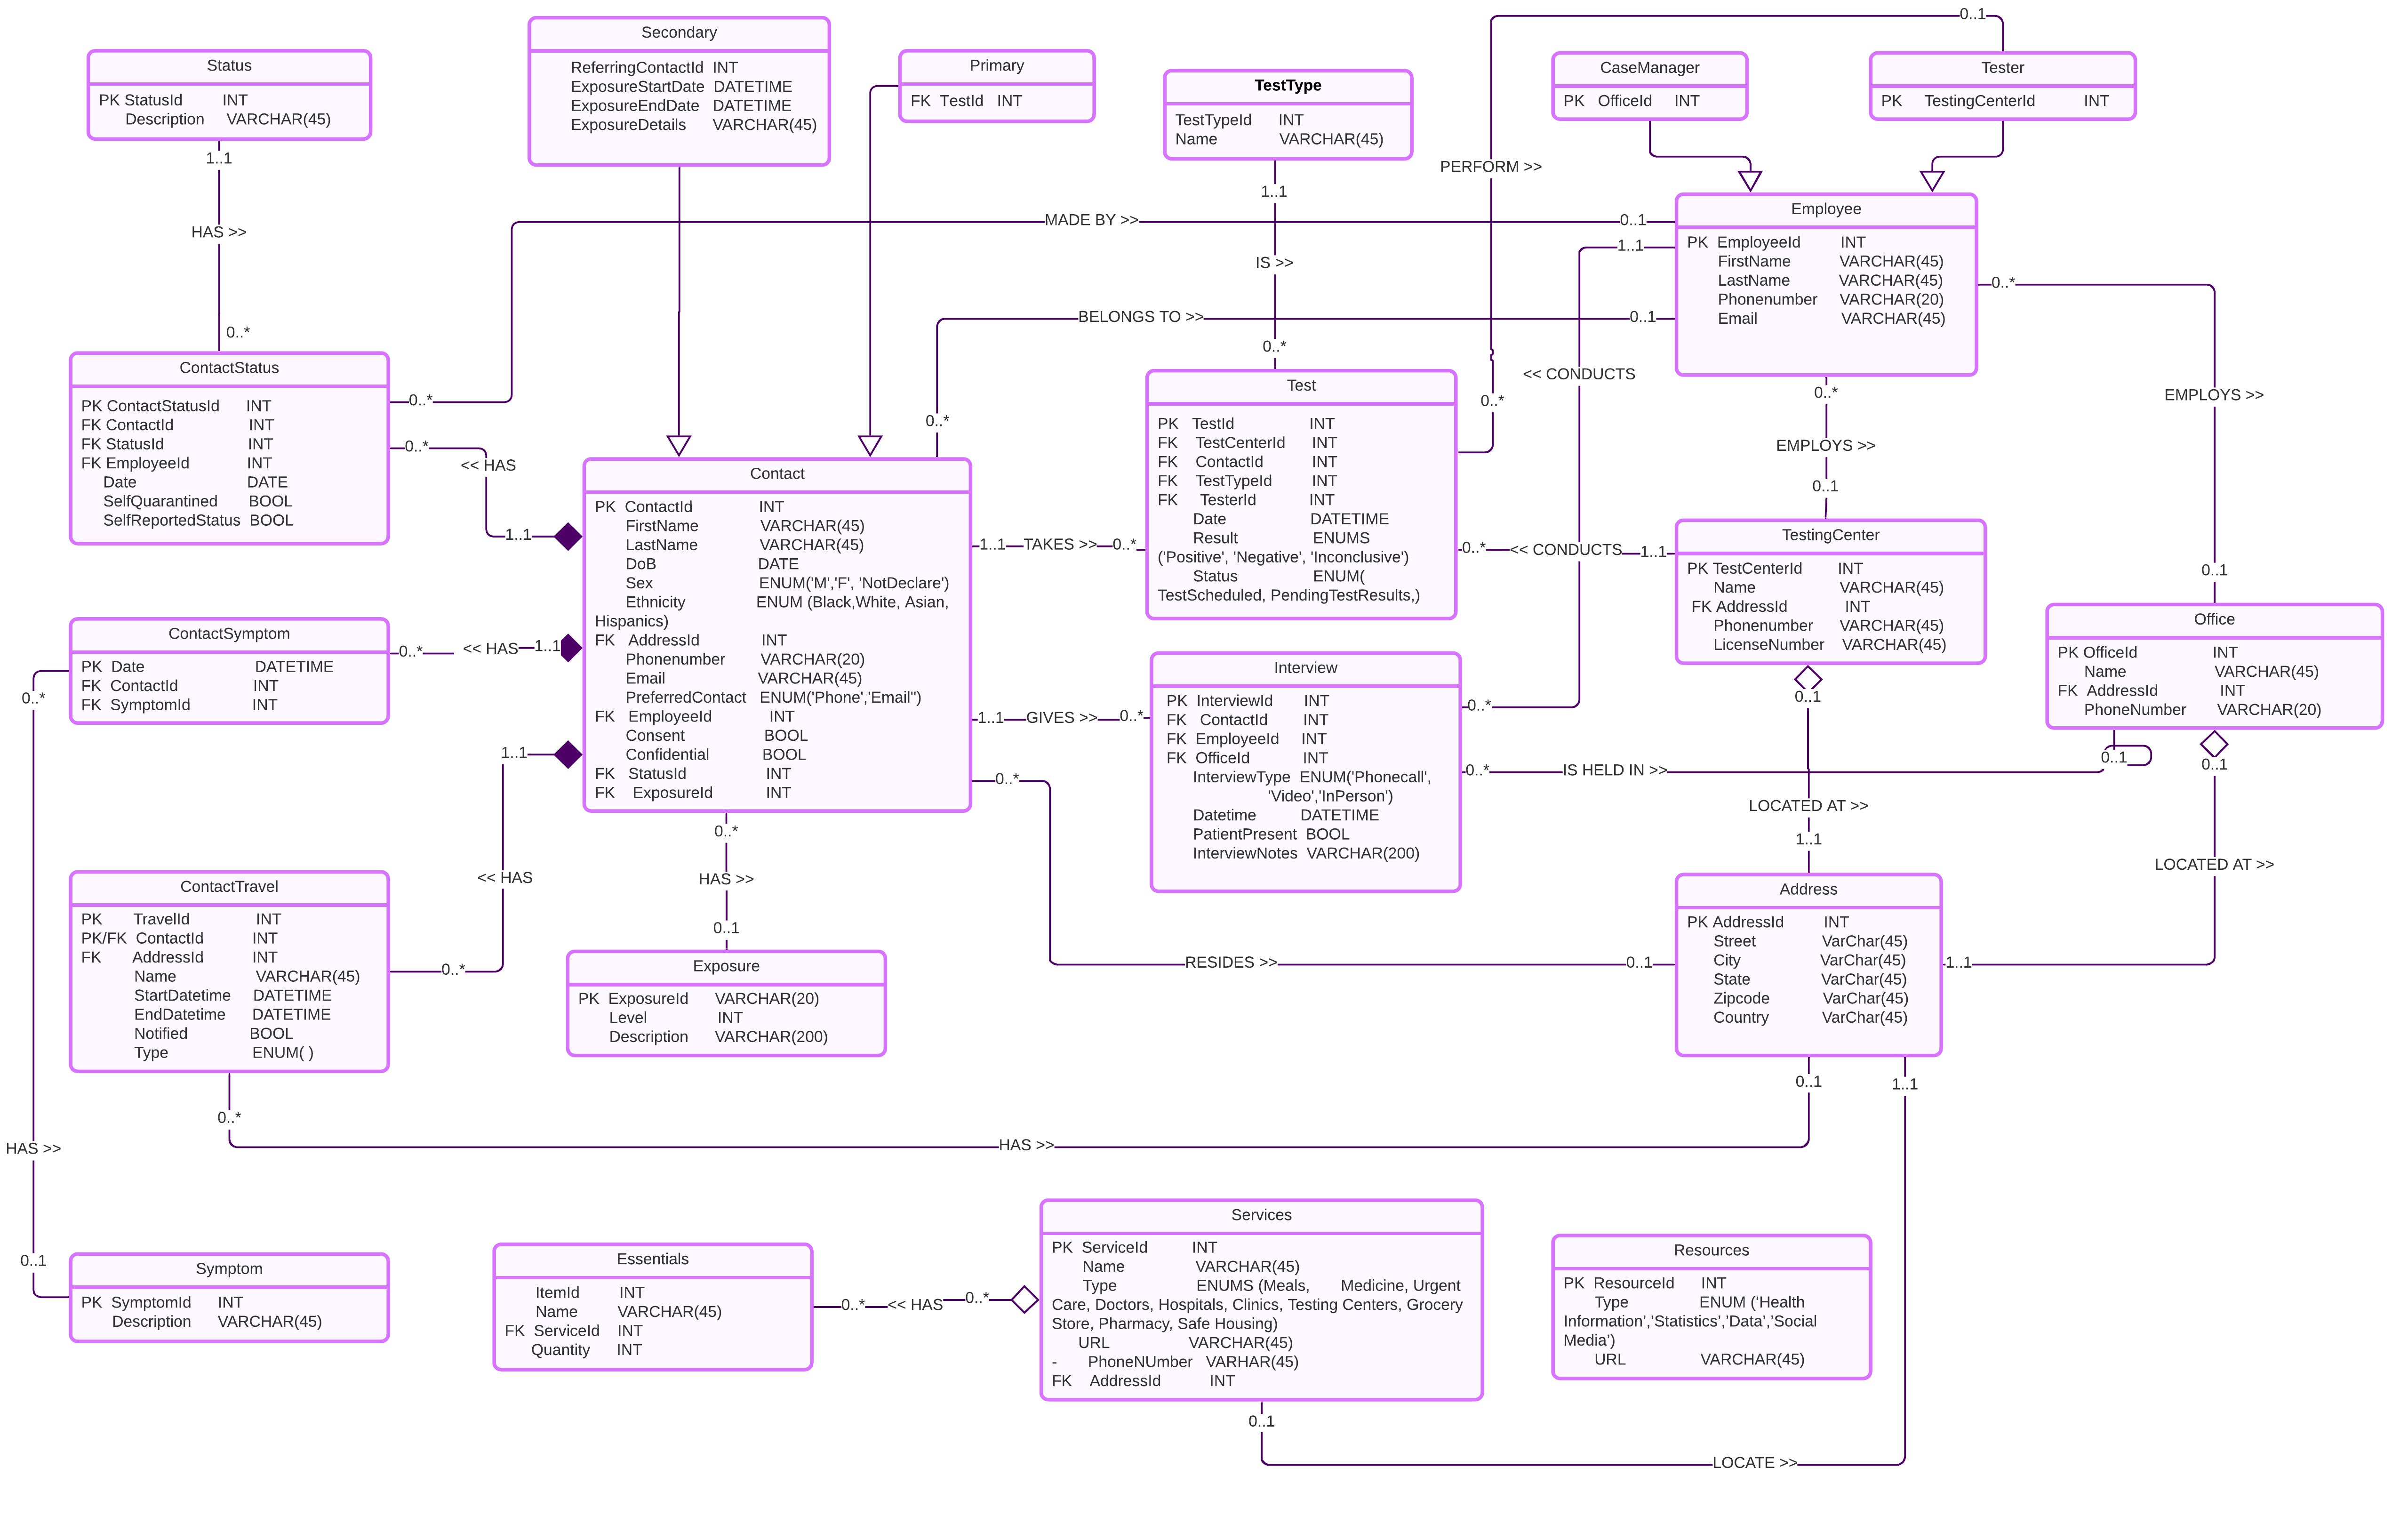 Secondary
ReferringContactId INT
ExposureStartDate DATETIME
ExposureEndDate DATETIME
ExposureDetails VARCHAR(45)
Status
PK StatusId INT
Description VARCHAR(45)
Primary
FK TestId INT
TestType
TestTypeId INT
Name VARCHAR(45)
CaseManager
PK OfficeId INT
Tester
PK TestingCenterId INT
0..1
PERFORM >>
0..*
1..1
HAS >>
0..*
1..1
IS >>
0..*
0..*
MADE BY >>
0..1
0..*
BELONGS TO >>
0..1
1..1
<< CONDUCTS
0..*
Employee
PK EmployeeId INT
FirstName VARCHAR(45)
LastName VARCHAR(45)
Phonenumber VARCHAR(20)
Email VARCHAR(45)
0..*
EMPLOYS >>
0..1
0..*
EMPLOYS >>
0..1
ContactStatus
PK ContactStatusId INT
FK ContactId INT
FK StatusId INT
FK EmployeeId INT
Date DATE
SelfQuarantined BOOL
SelfReportedStatus BOOL
0..*
<< HAS
1..1
Test
PK TestId INT
FK TestCenterId INT
FK ContactId INT
FK TestTypeId INT
FK TesterId INT
Date DATETIME
Result ENUMS
('Positive', 'Negative', 'Inconclusive')
Status ENUM(
TestScheduled, PendingTestResults,)
Contact
PK ContactId INT
FirstName VARCHAR(45)
LastName VARCHAR(45)
DoB DATE
Sex ENUM('M','F', 'NotDeclare')
Ethnicity ENUM (Black,White, Asian,
Hispanics)
FK AddressId INT
Phonenumber VARCHAR(20)
Email VARCHAR(45)
PreferredContact ENUM('Phone','Email")
FK EmployeeId INT
Consent BOOL
Confidential BOOL
FK StatusId INT
FK ExposureId INT
1..1 TAKES >> 0..*
0..* << CONDUCTS 1..1
TestingCenter
PK TestCenterId INT
Name VARCHAR(45)
FK AddressId INT
Phonenumber VARCHAR(45)
LicenseNumber VARCHAR(45)
Office
PK OfficeId INT
Name VARCHAR(45)
FK AddressId INT
PhoneNumber VARCHAR(20)
ContactSymptom
PK Date DATETIME
FK ContactId INT
FK SymptomId INT
0..* << HAS 1..1
Interview
PK InterviewId INT
FK ContactId INT
FK EmployeeId INT
FK OfficeId INT
InterviewType ENUM('Phonecall',
'Video','InPerson')
Datetime DATETIME
PatientPresent BOOL
InterviewNotes VARCHAR(200)
1..1 GIVES >> 0..*
0..* IS HELD IN >> 0..1
0..1
LOCATED AT >>
1..1
0..1
LOCATED AT >>
1..1
1..1
<< HAS
0..*
0..*
HAS >>
0..1
0..*
RESIDES >>
0..1
ContactTravel
PK TravelId INT
PK/FK ContactId INT
FK AddressId INT
Name VARCHAR(45)
StartDatetime DATETIME
EndDatetime DATETIME
Notified BOOL
Type ENUM( )
Exposure
PK ExposureId VARCHAR(20)
Level INT
Description VARCHAR(200)
Address
PK AddressId INT
Street VarChar(45)
City VarChar(45)
State VarChar(45)
Zipcode VarChar(45)
Country VarChar(45)
0..*
HAS >>
0..1
0..*
HAS >>
0..1
1..1
Symptom
PK SymptomId INT
Description VARCHAR(45)
Essentials
ItemId INT
Name VARCHAR(45)
FK ServiceId INT
Quantity INT
0..* << HAS 0..*
Services
PK ServiceId INT
Name VARCHAR(45)
Type ENUMS (Meals, Medicine, Urgent
Care, Doctors, Hospitals, Clinics, Testing Centers, Grocery
Store, Pharmacy, Safe Housing)
URL VARCHAR(45)
- PhoneNUmber VARHAR(45)
FK AddressId INT
Resources
PK ResourceId INT
Type ENUM (‘Health
Information’,’Statistics’,’Data’,’Social
Media’)
URL VARCHAR(45)
0..1
LOCATE >>